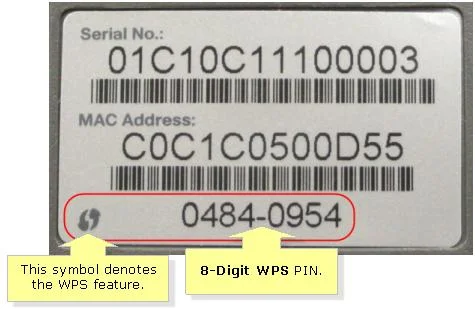 Serial No.:
01C10C11100003
MAC Address:
C0C1C0500D55
0484-0954
This symbol denotes
the WPS feature.
8-Digit WPS PIN.